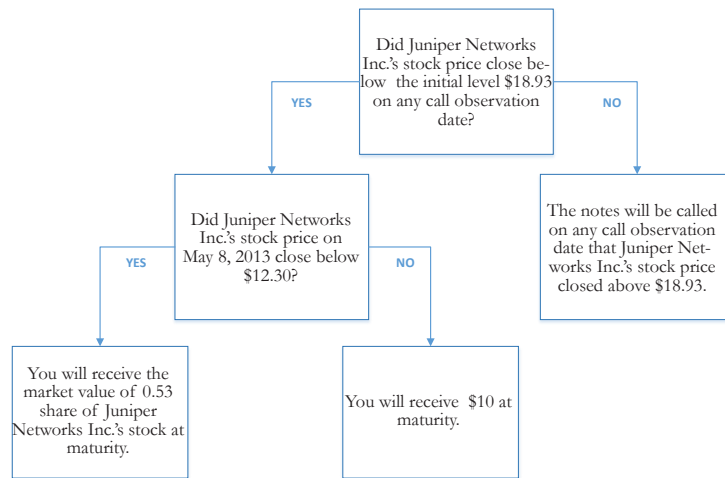 Did Juniper Networks
Inc.'s stock price close be-
low the initial level $18.93
on any call observation
date?
YES
NO
Did Juniper Networks
Inc.'s stock price on
May 8, 2013 close below
$12.30?
The notes will be called
on any call observation
date that Juniper Net-
works Inc.'s stock price
closed above $18.93.
YES
NO
You will receive the
market value of 0.53
share of Juniper
Networks Inc.'s stock at
maturity.
You will receive $10 at
maturity.